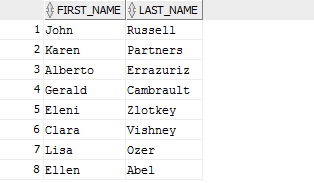 FIRST_NAME LAST_NAME
1 John Russell
2 Karen Partners
3 Alberto Errazuriz
4 Gerald Cambrault
5 Eleni Zlotkey
6 Clara Vishney
7 Lisa Ozer
8 Ellen Abel